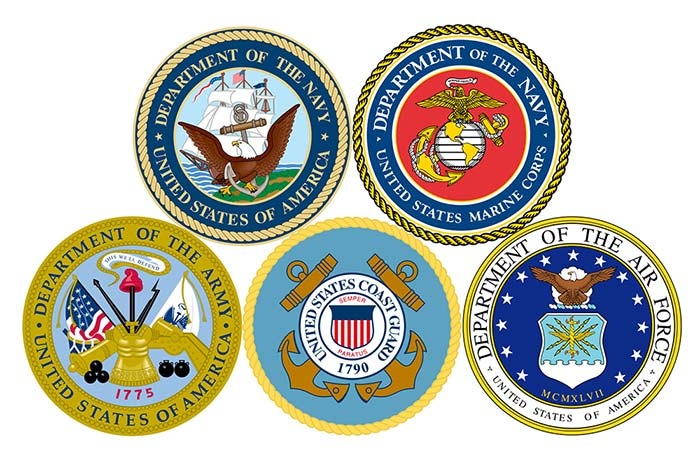 DEPARTMENT OF THE NAVY
★ UNITED STATES OF AMERICA ★
DEPARTMENT OF THE NAVY
· UNITED STATES MARINE CORPS ·
DEPARTMENT OF THE ARMY
· UNITED STATES OF AMERICA ·
THIS WE'LL DEFEND
1775
UNITED STATES COAST GUARD
SEMPER
PARATUS
1790
DEPARTMENT OF THE AIR FORCE
· UNITED STATES OF AMERICA ·
MCMXLVII